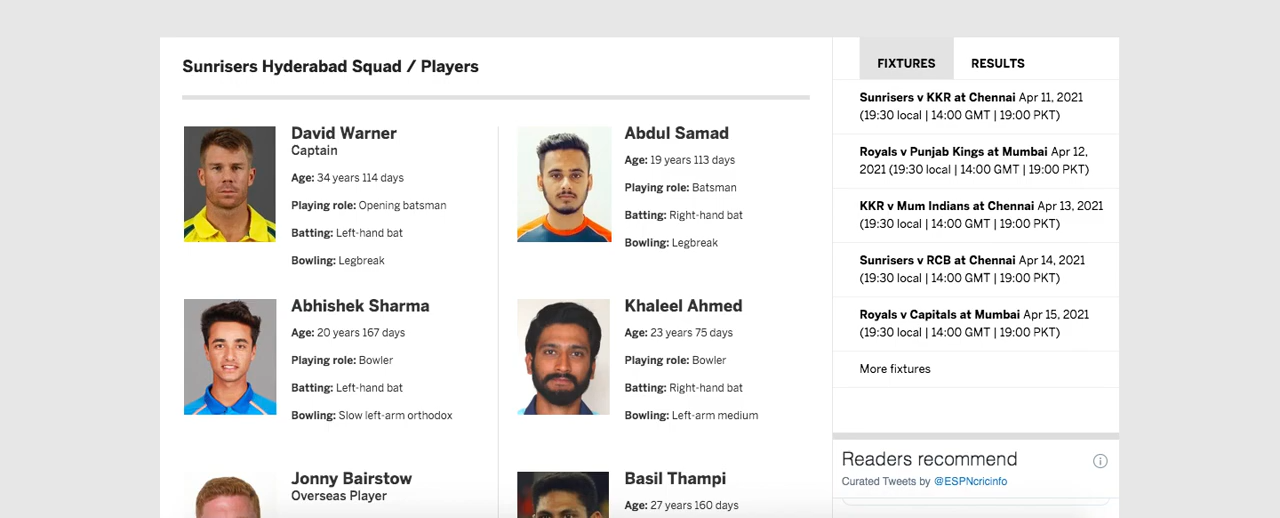 Sunrisers Hyderabad Squad / Players
David Warner
Captain
Age: 34 years 114 days
Playing role: Opening batsman
Batting: Left-hand bat
Bowling: Legbreak
Abdul Samad
Age: 19 years 113 days
Playing role: Batsman
Batting: Right-hand bat
Bowling: Legbreak
Abhishek Sharma
Age: 20 years 167 days
Playing role: Bowler
Batting: Left-hand bat
Bowling: Slow left-arm orthodox
Khaleel Ahmed
Age: 23 years 75 days
Playing role: Bowler
Batting: Right-hand bat
Bowling: Left-arm medium
Jonny Bairstow
Overseas Player
Basil Thampi
Age: 27 years 160 days
FIXTURES RESULTS
Sunrisers v KKR at Chennai Apr 11, 2021
(19:30 local | 14:00 GMT | 19:00 PKT)
Royals v Punjab Kings at Mumbai Apr 12,
2021 (19:30 local | 14:00 GMT | 19:00 PKT)
KKR v Mum Indians at Chennai Apr 13, 2021
(19:30 local | 14:00 GMT | 19:00 PKT)
Sunrisers v RCB at Chennai Apr 14, 2021
(19:30 local | 14:00 GMT | 19:00 PKT)
Royals v Capitals at Mumbai Apr 15, 2021
(19:30 local | 14:00 GMT | 19:00 PKT)
More fixtures
Readers recommend
Curated Tweets by @ESPNcricinfo